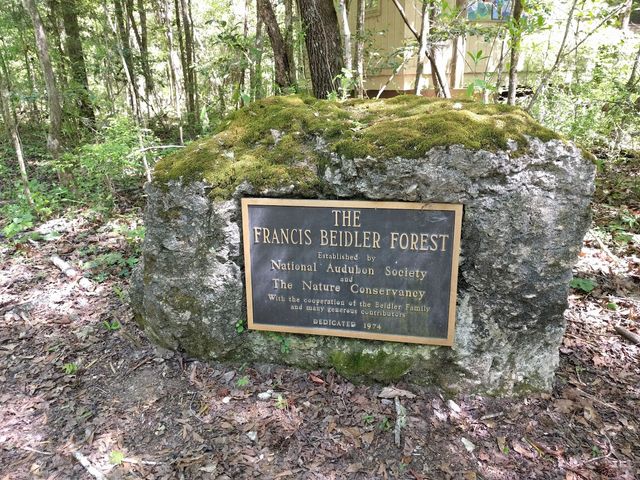 THE
FRANCIS BEIDLER FOREST
Established by
National Audubon Society
and
The Nature Conservancy
With the cooperation of the Beidler Family
and many generous contributors
DEDICATED 1974